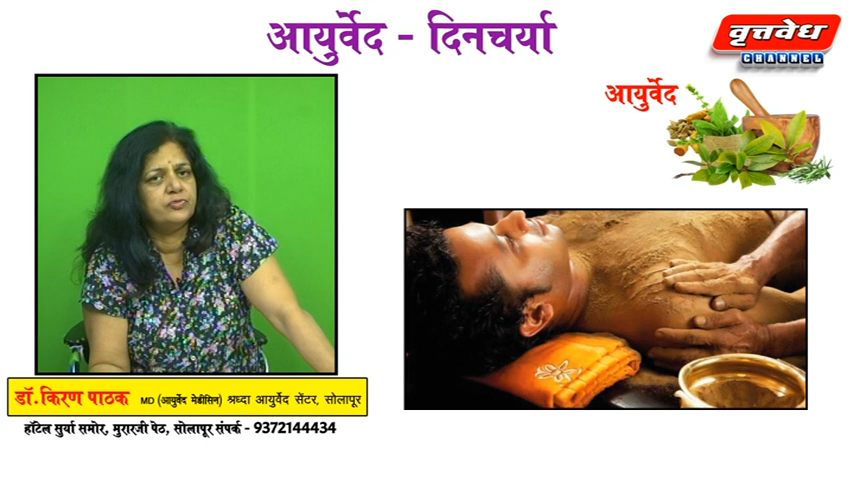 आयुर्वेद - दिनचर्या
वृत्तवेध
CHANNEL
आयुर्वेद
डॉ.किरण पाठक MD (आयुर्वेद मेडीसिन) श्रध्दा आयुर्वेद सेंटर, सोलापूर
हॉटेल सुर्या समोर, मुरारजी पेठ, सोलापूर संपर्क - 9372144434